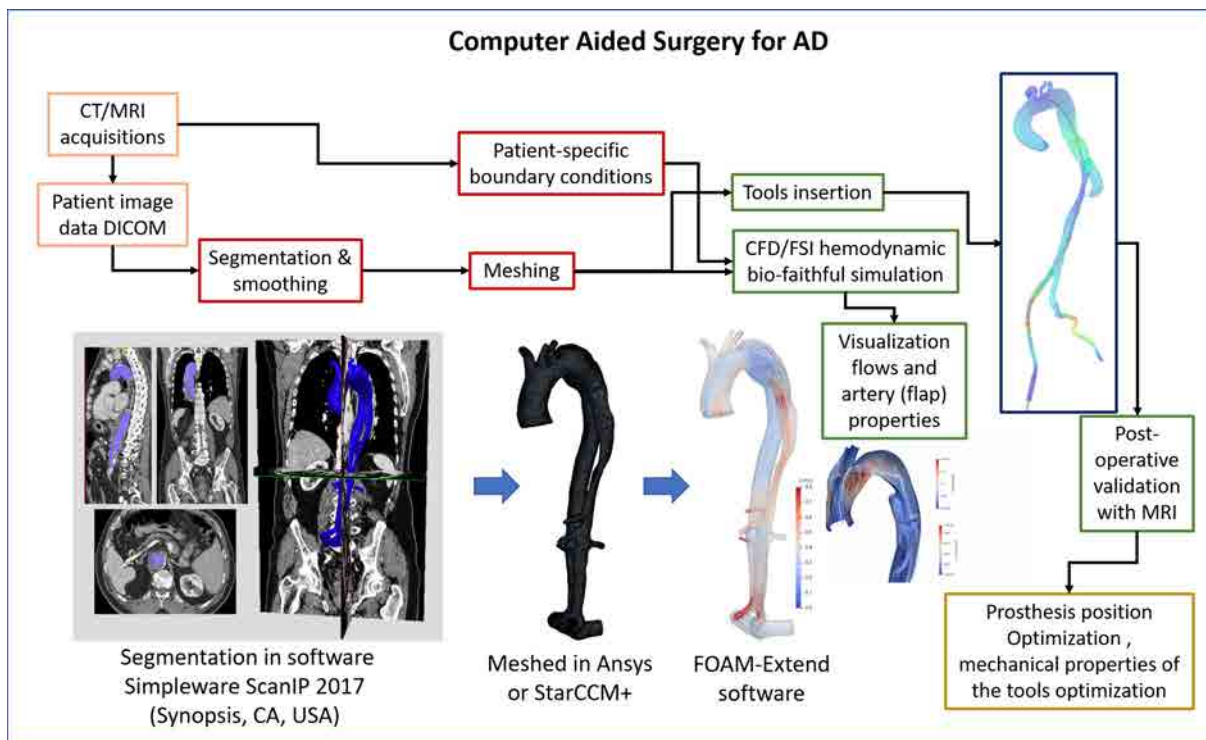 Computer Aided Surgery for AD
CT/MRI
acquisitions
Patient-specific
boundary conditions
Patient image
data DICOM
Tools insertion
Segmentation &
smoothing
Meshing
CFD/FSI hemodynamic
bio-faithful simulation
Visualization
flows and
artery (flap)
properties
Post-
operative
validation
with MRI
Segmentation in software
Simpleware ScanIP 2017
(Synopsis, CA, USA)
Meshed in Ansys
or StarCCM+
FOAM-Extend
software
Prosthesis position
Optimization ,
mechanical properties of
the tools optimization